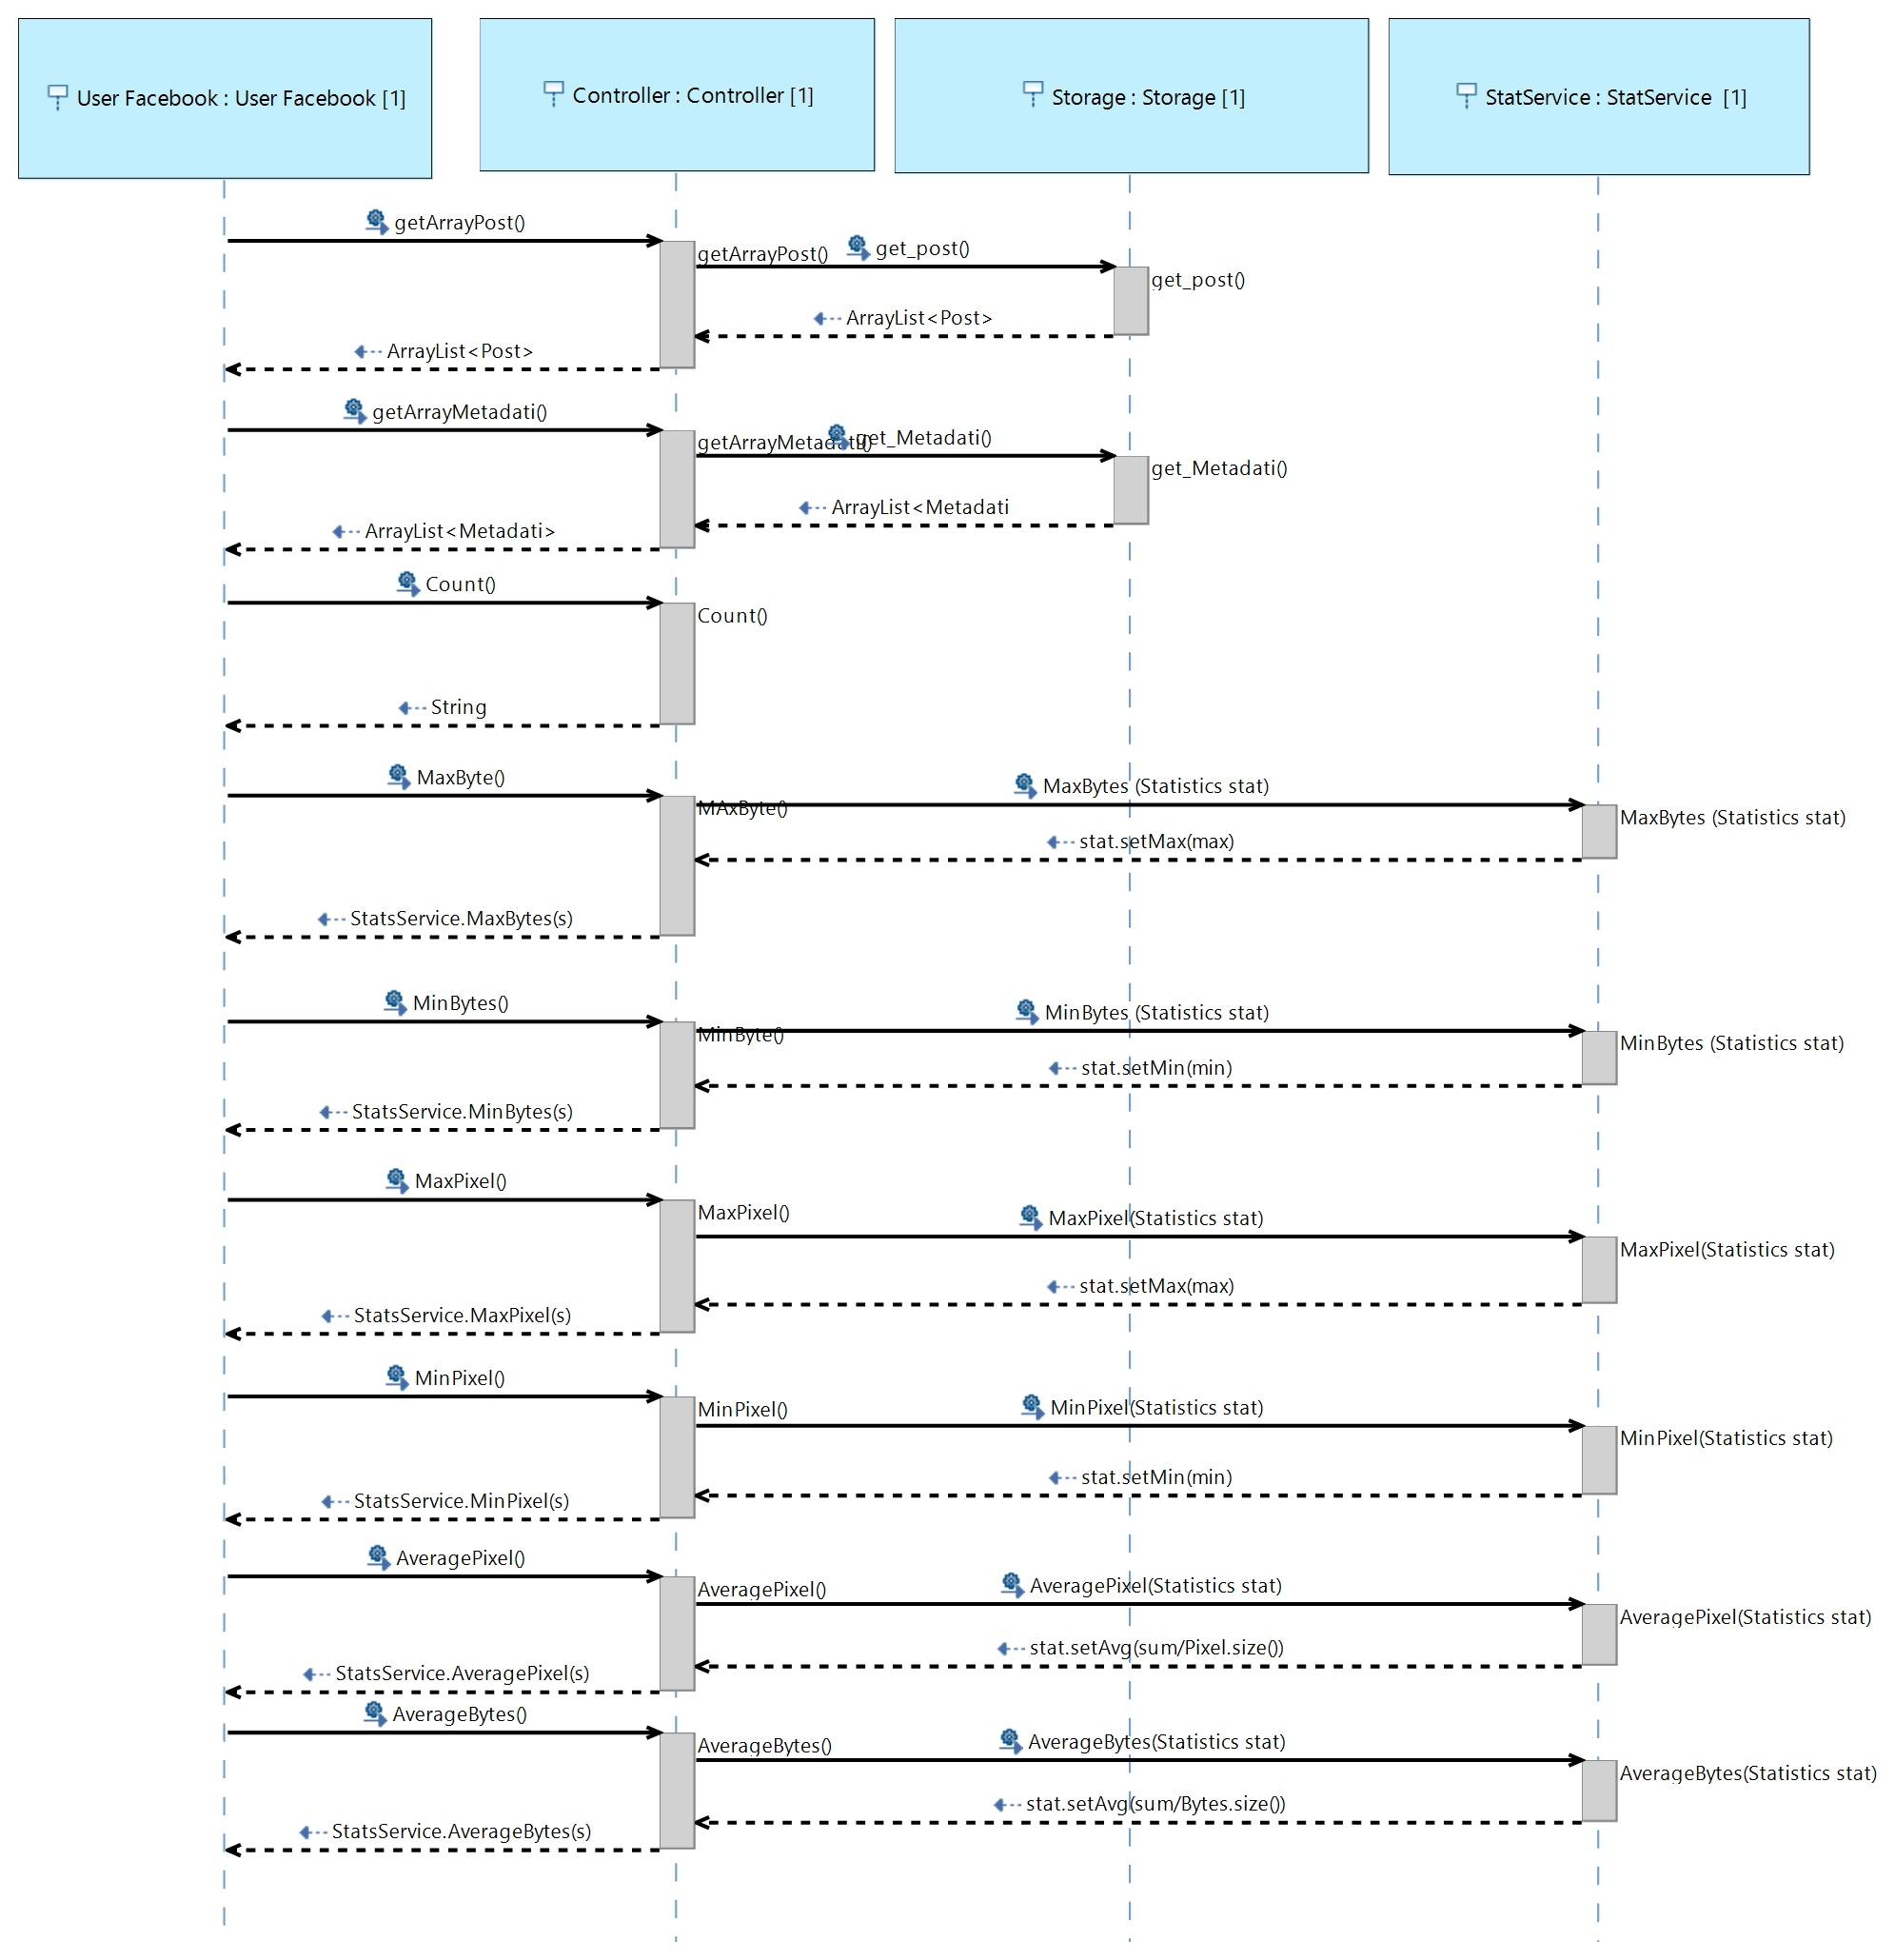 User Facebook : User Facebook [1]
Controller : Controller [1]
Storage : Storage [1]
StatService : StatService [1]
getArrayPost()
getArrayPost()
get_post()
get_post()
ArrayList<Post>
ArrayList<Post>
getArrayMetadati()
getArrayMetadati()
get_Metadati()
get_Metadati()
ArrayList<Metadati
ArrayList<Metadati>
Count()
Count()
String
MaxByte()
MAxByte()
MaxBytes (Statistics stat)
MaxBytes (Statistics stat)
stat.setMax(max)
StatsService.MaxBytes(s)
MinBytes()
MinByte()
MinBytes (Statistics stat)
MinBytes (Statistics stat)
stat.setMin(min)
StatsService.MinBytes(s)
MaxPixel()
MaxPixel()
MaxPixel(Statistics stat)
MaxPixel(Statistics stat)
stat.setMax(max)
StatsService.MaxPixel(s)
MinPixel()
MinPixel()
MinPixel(Statistics stat)
MinPixel(Statistics stat)
stat.setMin(min)
StatsService.MinPixel(s)
AveragePixel()
AveragePixel()
AveragePixel(Statistics stat)
AveragePixel(Statistics stat)
stat.setAvg(sum/Pixel.size())
StatsService.AveragePixel(s)
AverageBytes()
AverageBytes()
AverageBytes(Statistics stat)
AverageBytes(Statistics stat)
stat.setAvg(sum/Bytes.size())
StatsService.AverageBytes(s)